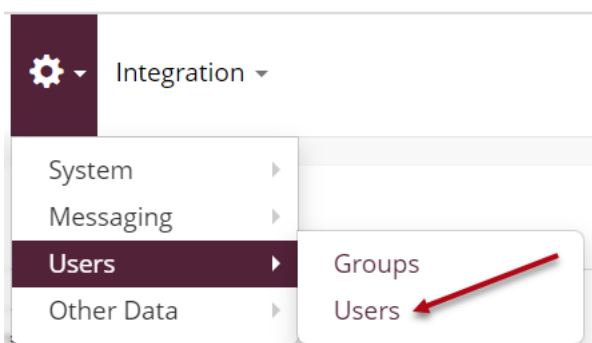 Integration
System
Messaging
Users
Other Data
Groups
Users